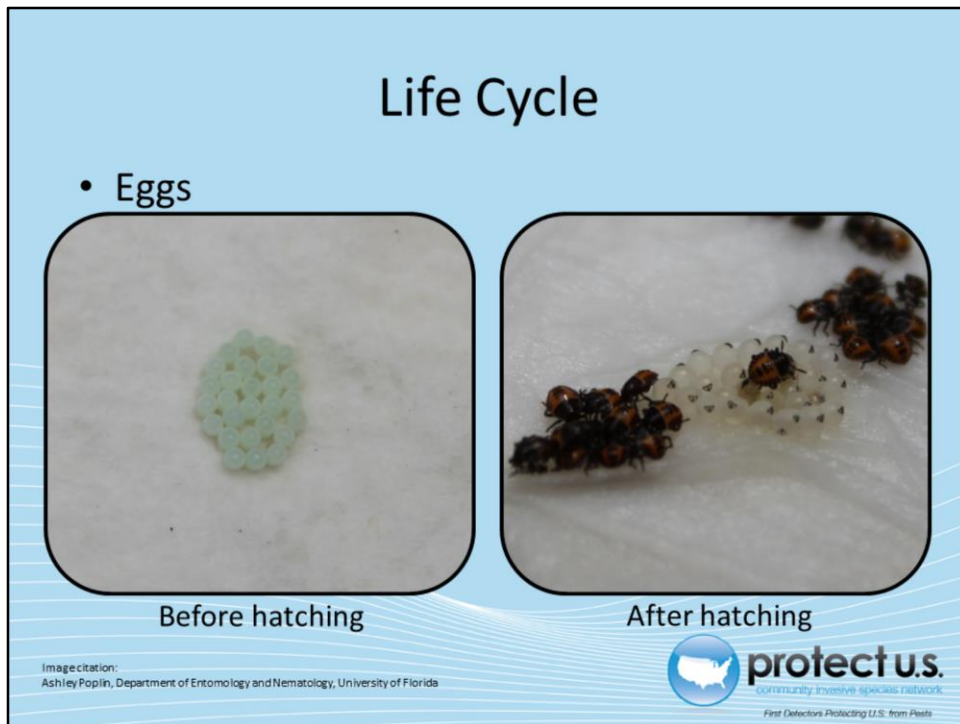 Life Cycle
• Eggs
Before hatching
After hatching
Image citation:
Ashley Poplin, Department of Entomology and Nematology, University of Florida
protect u.s.
community invasive species network
First Detectors Protecting U.S. from Pests